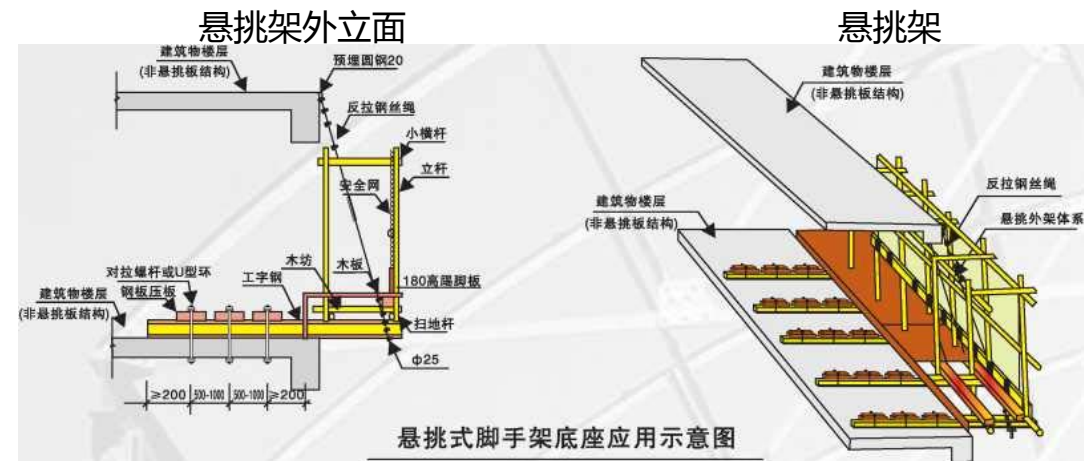 悬挑架外立面
悬挑架
建筑物楼层
(非悬挑板结构)
预埋圆钢20
反拉钢丝绳
小横杆
立杆
安全网
木坊
木板
工字钢
180高踢脚板
对拉螺杆或U型环
钢板压板
建筑物楼层
(非悬挑板结构)
扫地杆
φ25
≥200
500-1000
500-1000
≥200
建筑物楼层
(非悬挑板结构)
建筑物楼层
(非悬挑板结构)
反拉钢丝绳
悬挑外架体系
悬挑式脚手架底座应用示意图